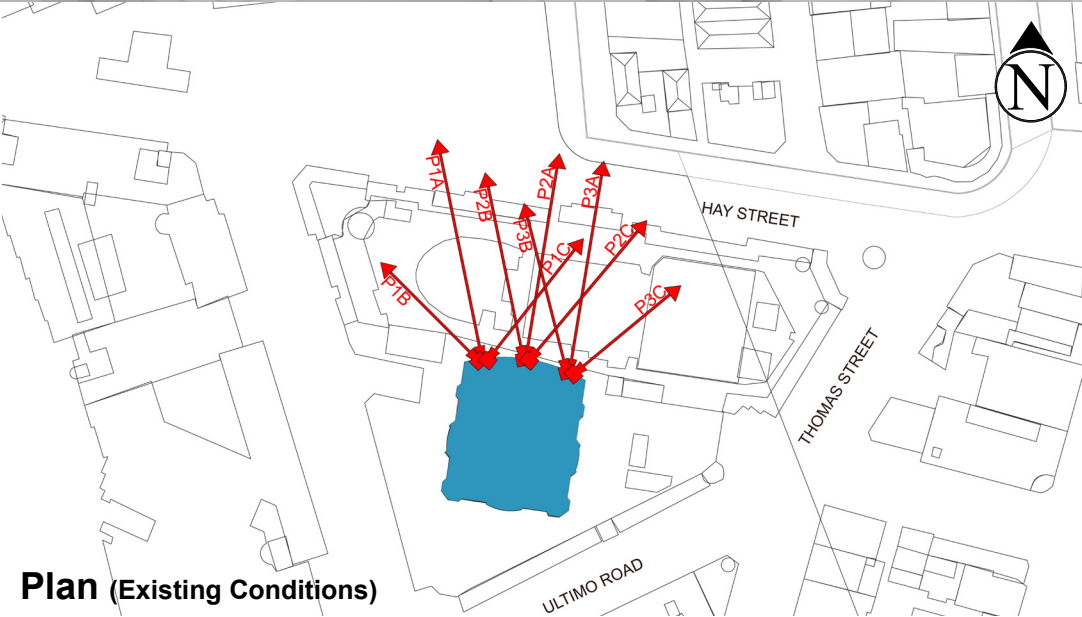 N
P1A
P2B
P2A
P3A
P3B
P1C
P2C
P1B
P3C
HAY STREET
THOMAS STREET
ULTIMO ROAD
Plan (Existing Conditions)